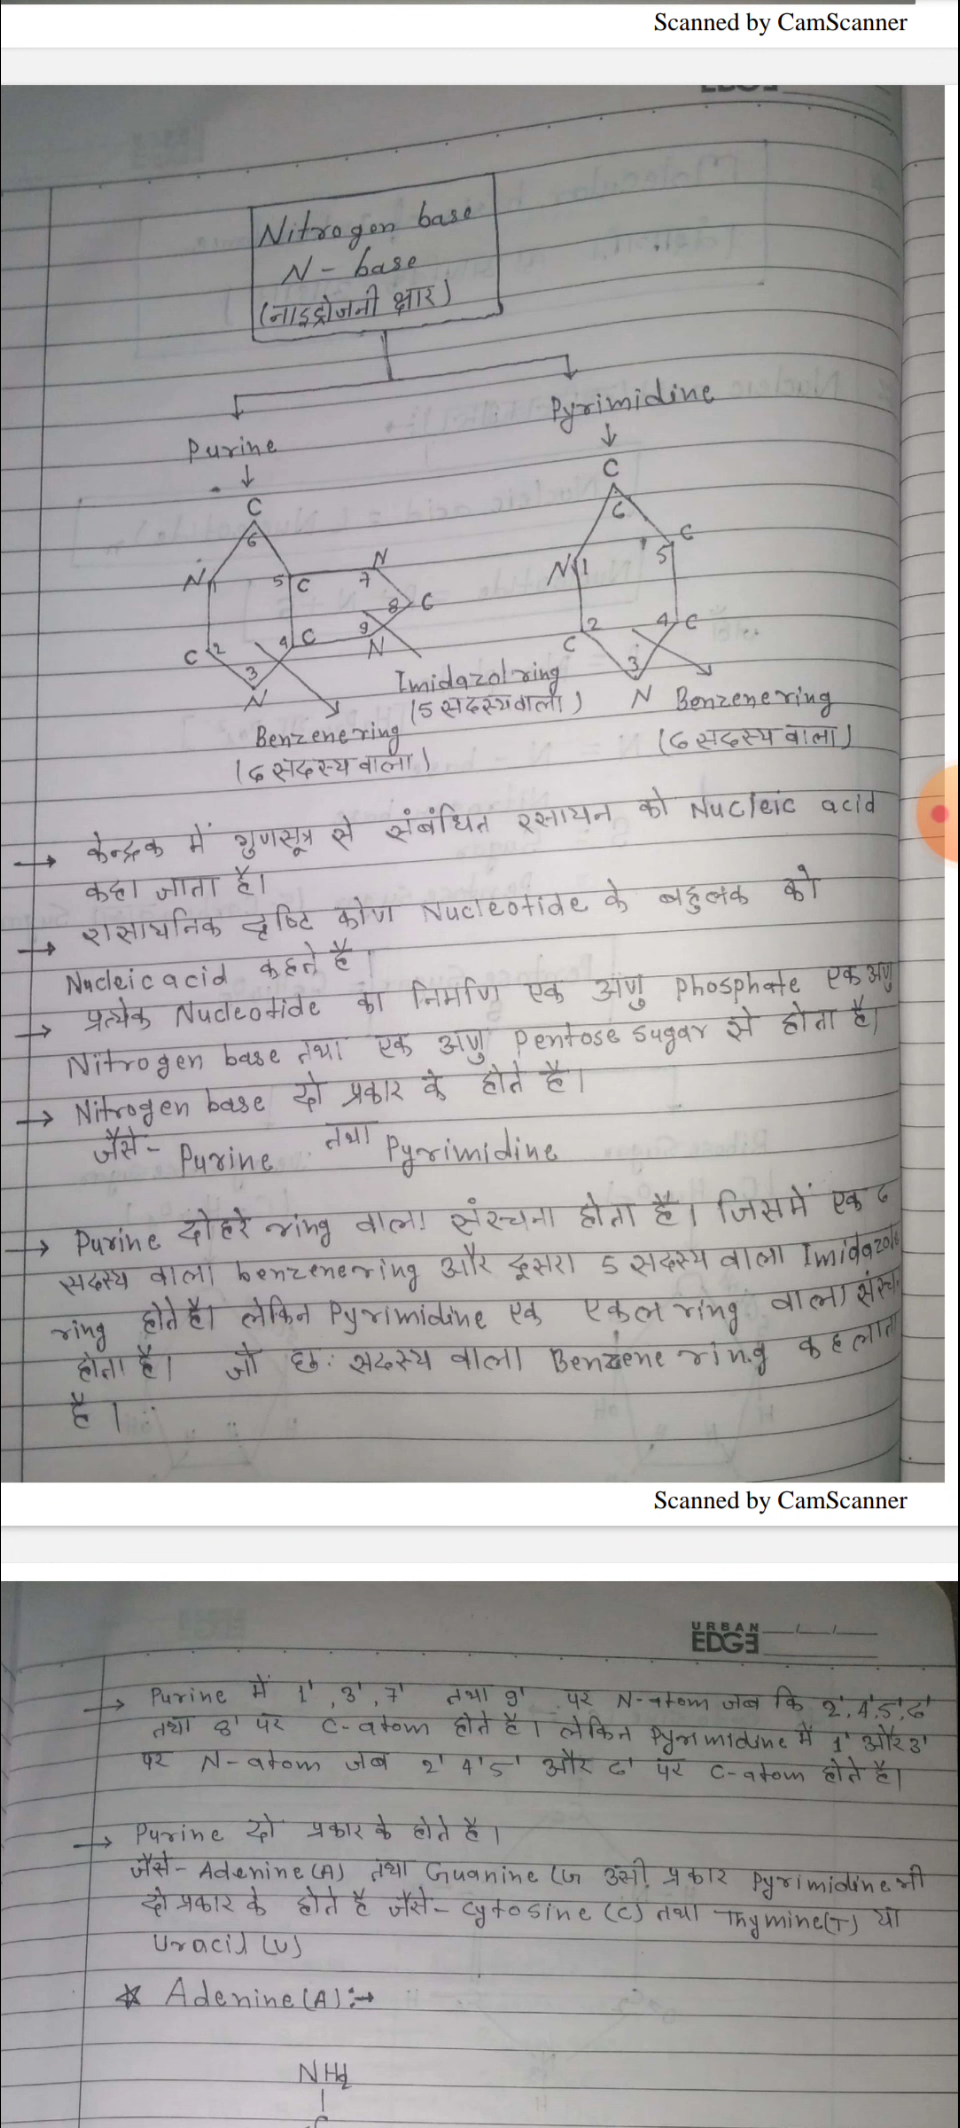 Scanned by CamScanner
Nitrogen base
N - base
(नाइट्रोजनी क्षार)
Purine
Pyrimidine
C
6
N
1
5
C
N
7
8
C
9
N
4
C
C
2
3
N
C
6
N
1
5
C
2
C
4
C
3
N
Imidazol ring
(5 सदस्य वाला)
Benzene ring
(6 सदस्य वाला)
Benzene ring
(6 सदस्य वाला)
→ केन्द्रक में गुणसूत्र से संबंधित रसायन को Nucleic acid
कहा जाता है।
→ रासायनिक दृष्टि कोण Nucleotide के बहुलक को
Nucleic acid कहते है।
→ प्रत्येक Nucleotide का निर्माण एक अणु phosphate एक अणु
Nitrogen base तथा एक अणु pentose sugar से होता है।
→ Nitrogen base दो प्रकार के होते है।
जैसे - Purine तथा Pyrimidine
→ Purine दोहरे ring वाला संरचना होता है। जिसमें एक 6
सदस्य वाला benzene ring और दूसरा 5 सदस्य वाला Imidazole
ring होते है। लेकिन Pyrimidine एक एकल ring वाला
होता है। जो छः सदस्य वाला Benzene ring कहलाता
है।
Scanned by CamScanner
URBAN
EDGE
→ Purine में 1', 3', 7' तथा 9' पर N-atom जब कि 2', 4', 5', 6'
तथा 8' पर C-atom होते है। लेकिन Pyrimidine में 1' और 3'
पर N-atom जब 2' 4' 5' और 6' पर C-atom होते है।
→ Purine दो प्रकार के होते है।
जैसे - Adenine (A) तथा Guanine (G उसी प्रकार pyrimidine भी
दो प्रकार के होते है जैसे - Cytosine (C) तथा Thymine (T) या
Uracil (U)
* Adenine (A):→
NH2